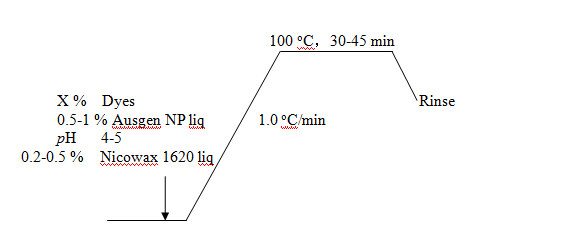 100 ℃, 30-45 min
X % Dyes
Rinse
0.5-1 % Ausgen NP liq
1.0 ℃/min
pH 4-5
0.2-0.5 % Nicowax 1620 liq